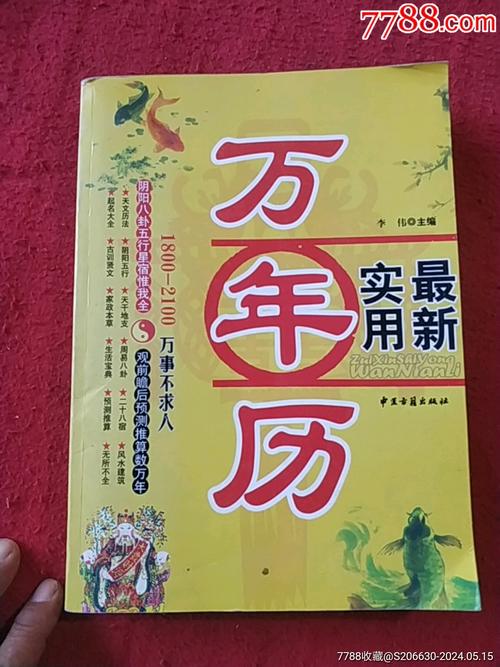 7788.com
万年历
最新
实用
ZuiXinShiYong
WanNianLi
李伟◎主编
中医古籍出版社
1800—2100 万事不求人
阴阳八卦五行星宿惟我全
观前瞻后预测推算数万年
★天文历法 ★阴阳五行 ★天干地支 ★周易八卦 ★二十八宿 ★风水建筑
★起名大全 ★古训贤文 ★家政本草 ★生活宝典 ★预测推算 ★无所不全
7788收藏@S206630-2024.05.15